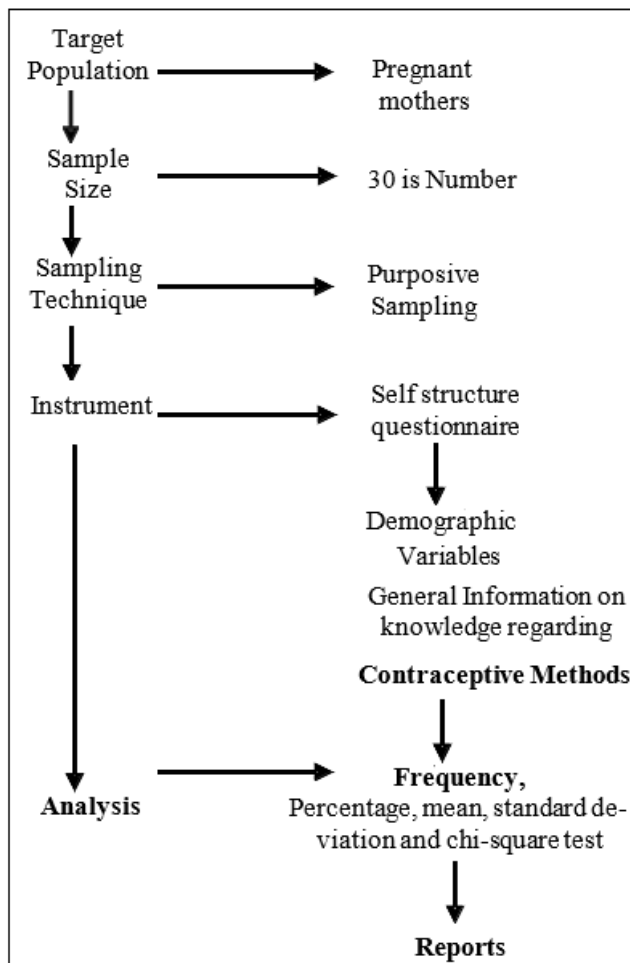 Target
Population
Pregnant
mothers
Sample
Size
30 is Number
Sampling
Technique
Purposive
Sampling
Instrument
Self structure
questionnaire
Demographic
Variables
General Information on
knowledge regarding
Contraceptive Methods
Analysis
Frequency,
Percentage, mean, standard de-
viation and chi-square test
Reports